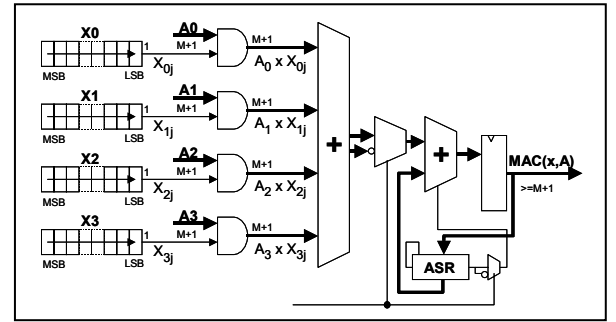 X0
A0
1
M+1
M+1
MSB
LSB
X0j
A0 x X0j
X1
A1
1
M+1
M+1
MSB
LSB
X1j
A1 x X1j
X2
A2
1
M+1
M+1
MSB
LSB
X2j
A2 x X2j
X3
A3
1
M+1
M+1
MSB
LSB
X3j
A3 x X3j
+
+
MAC(x,A)
>=M+1
ASR